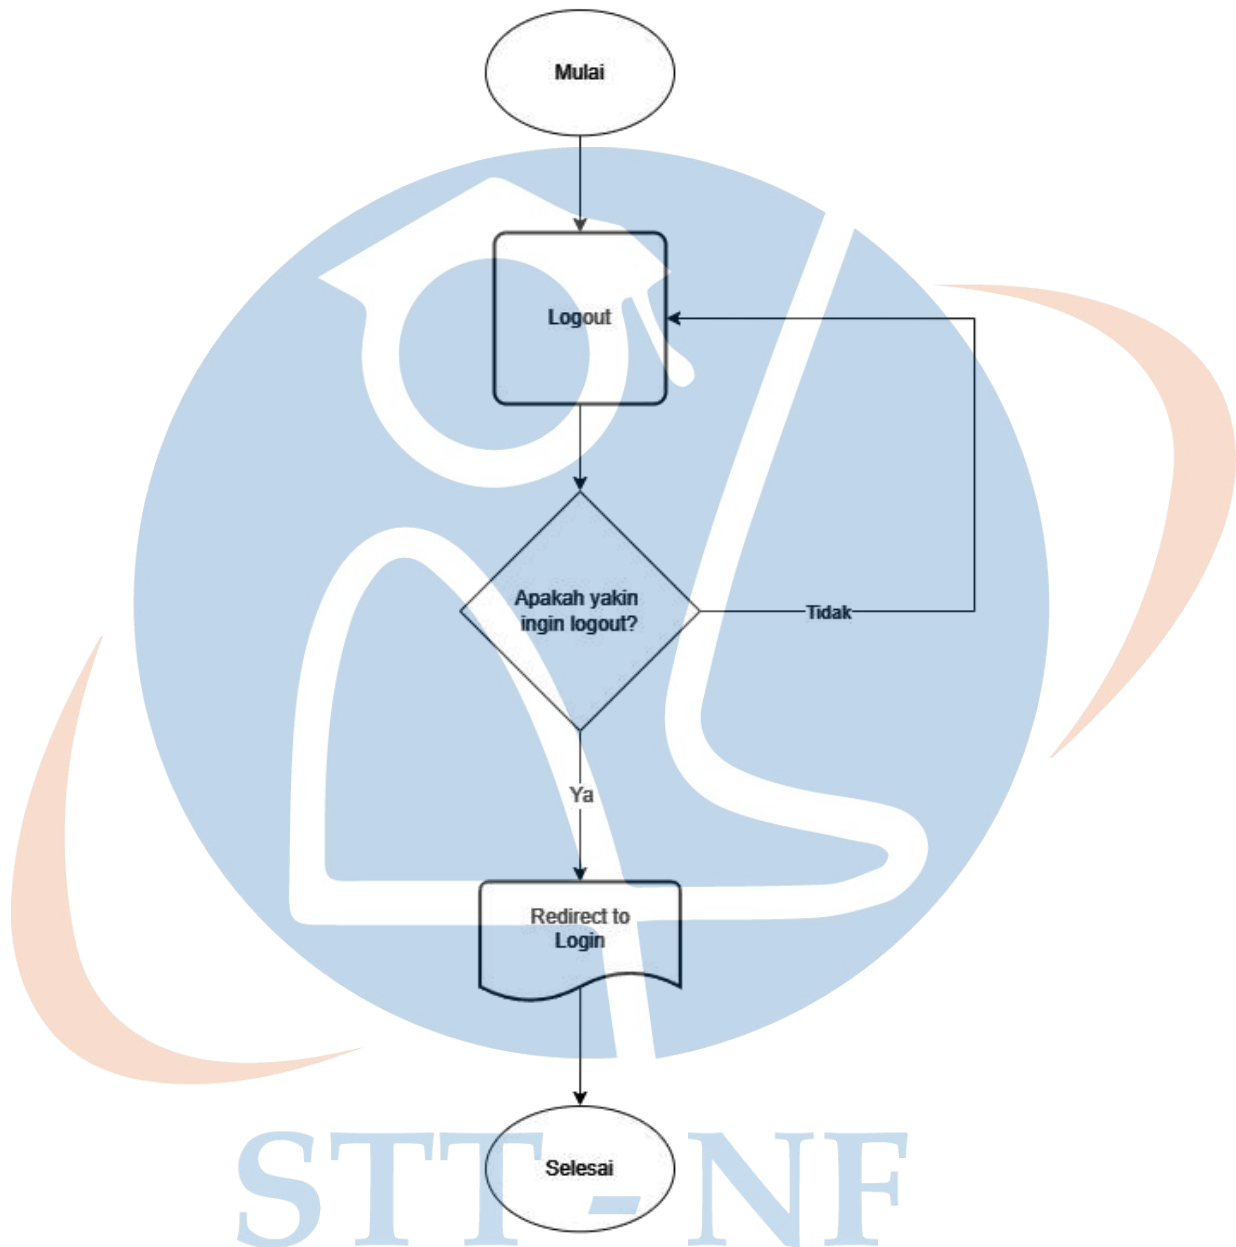 Mulai
Logout
Apakah yakin
ingin logout?
Tidak
Ya
Redirect to
Login
Selesai
STT - NF